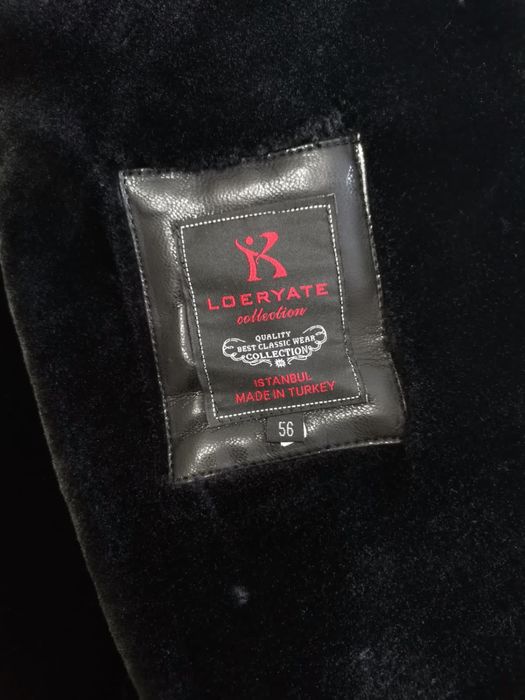 K
LOERYATE
collection
QUALITY
BEST CLASSIC WEAR
COLLECTION
ISTANBUL
MADE IN TURKEY
56